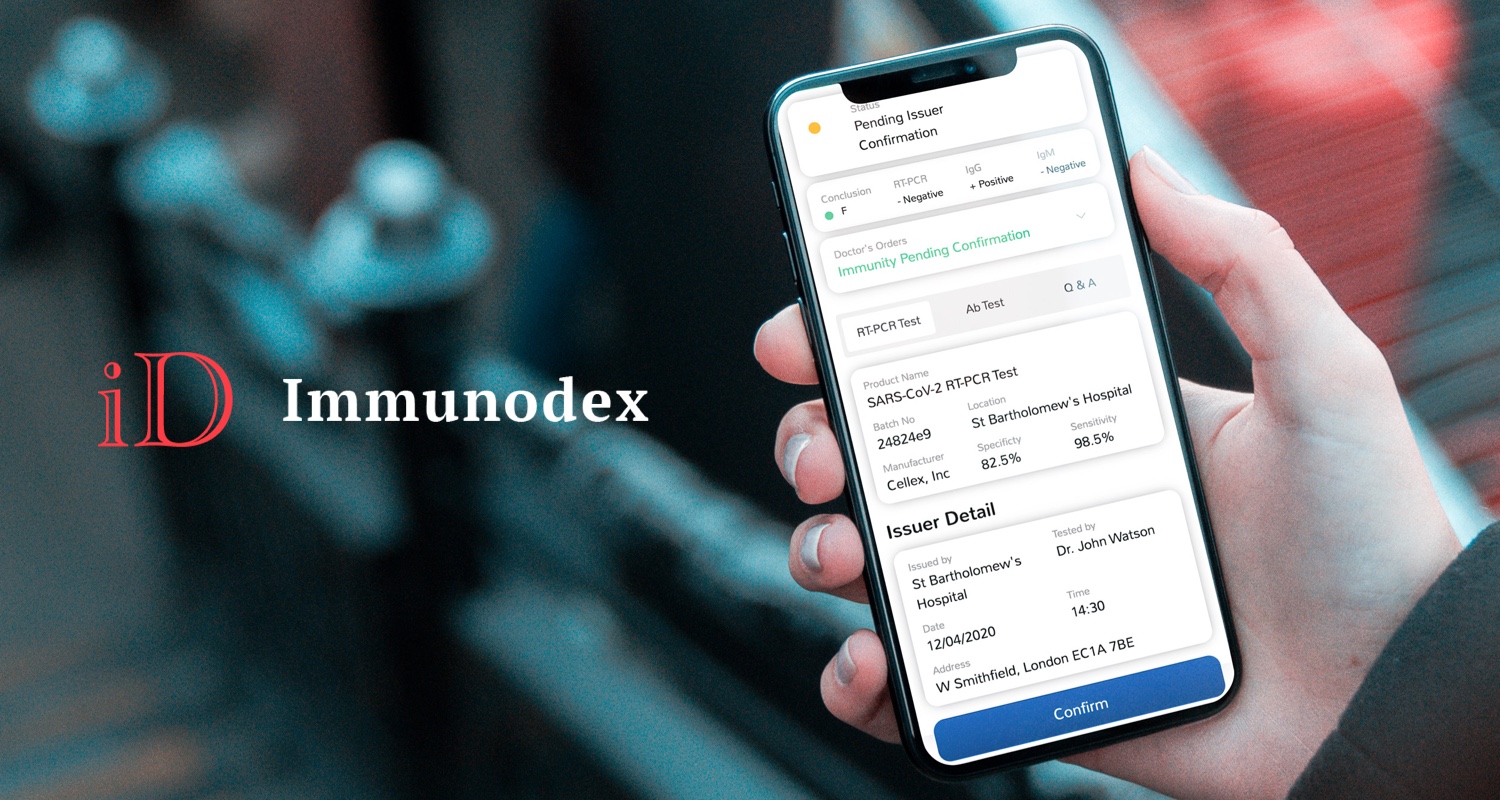 iD
Immunodex
Status
Pending Issuer
Confirmation
Conclusion
F
RT-PCR
- Negative
IgG
+ Positive
IgM
- Negative
Doctor's Orders
Immunity Pending Confirmation
RT-PCR Test
Ab Test
Q & A
Product Name
SARS-CoV-2 RT-PCR Test
Batch No
24824e9
Location
St Bartholomew's Hospital
Manufacturer
Cellex, Inc
Specificty
82.5%
Sensitivity
98.5%
Issuer Detail
Issued by
St Bartholomew's
Hospital
Tested by
Dr. John Watson
Date
12/04/2020
Time
14:30
Address
W Smithfield, London EC1A 7BE
Confirm